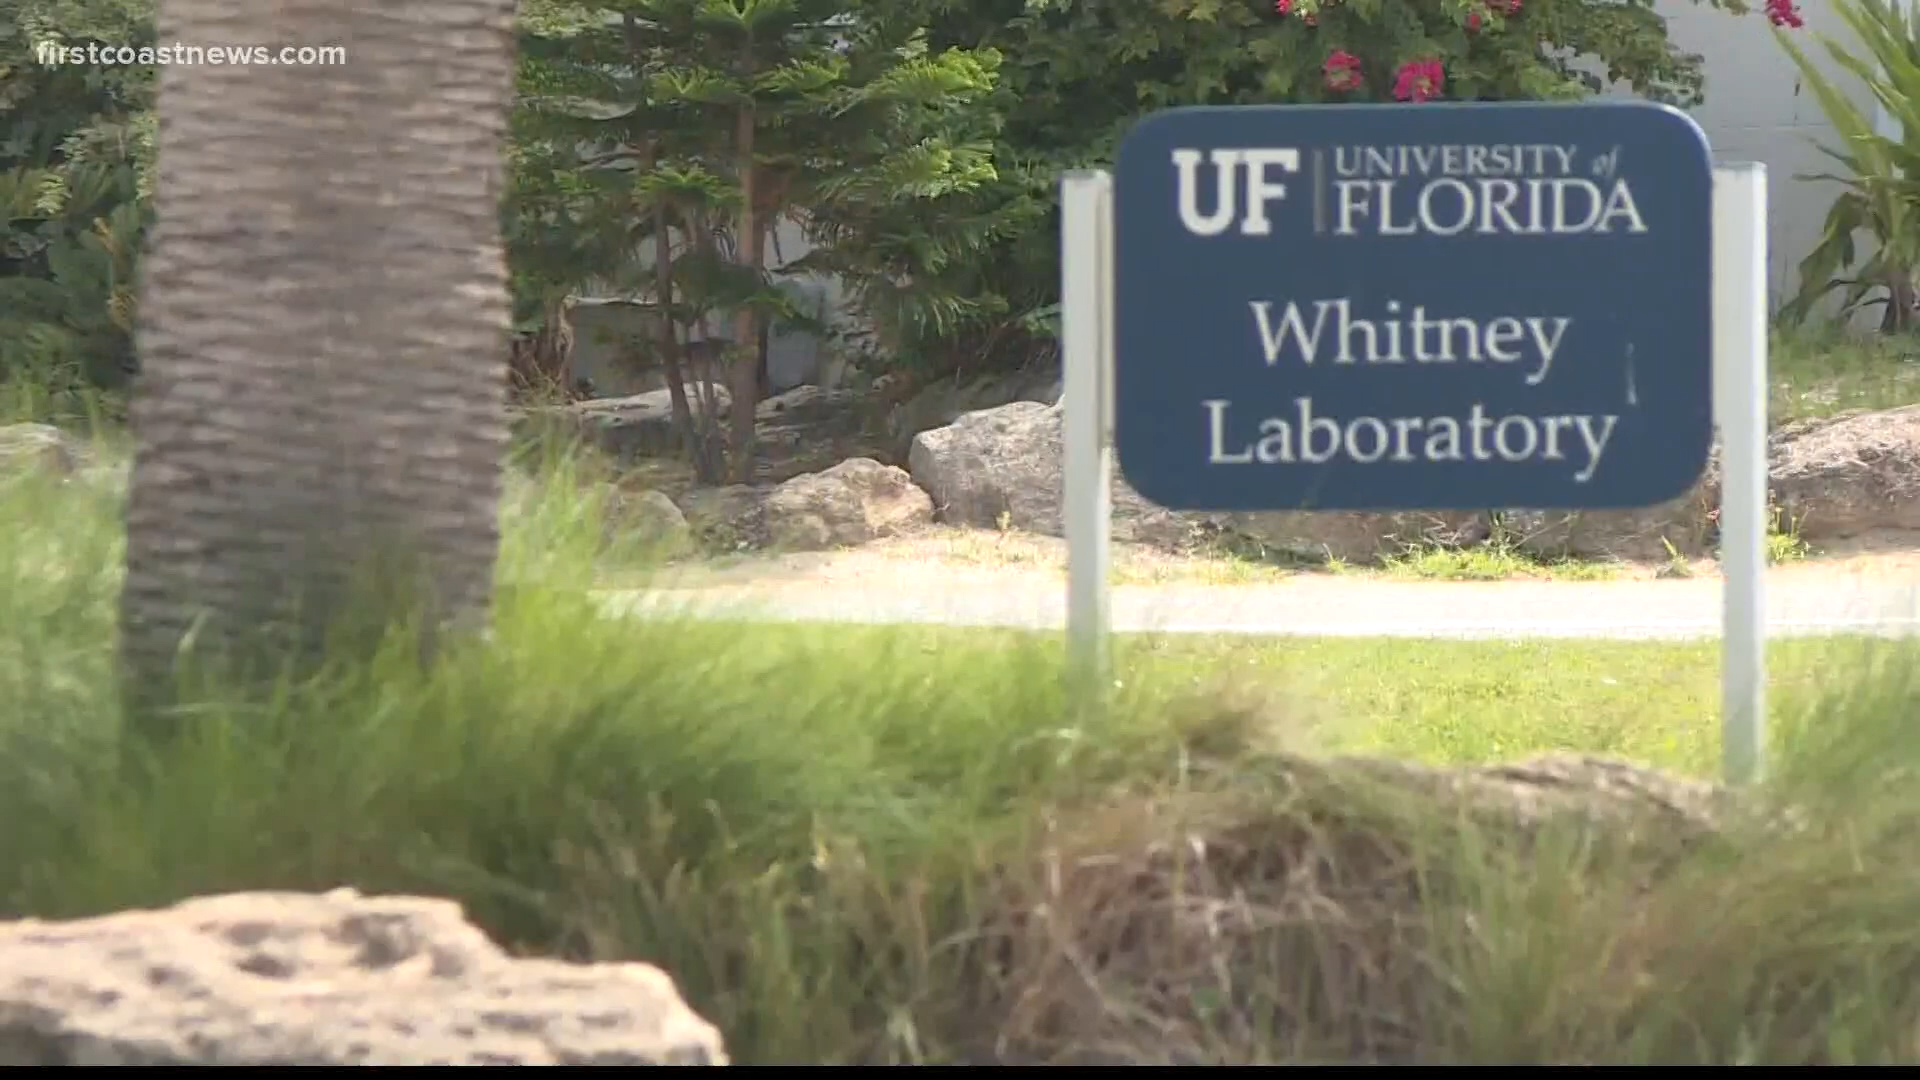 firstcoastnews.com
UF | UNIVERSITY of
FLORIDA
Whitney
Laboratory